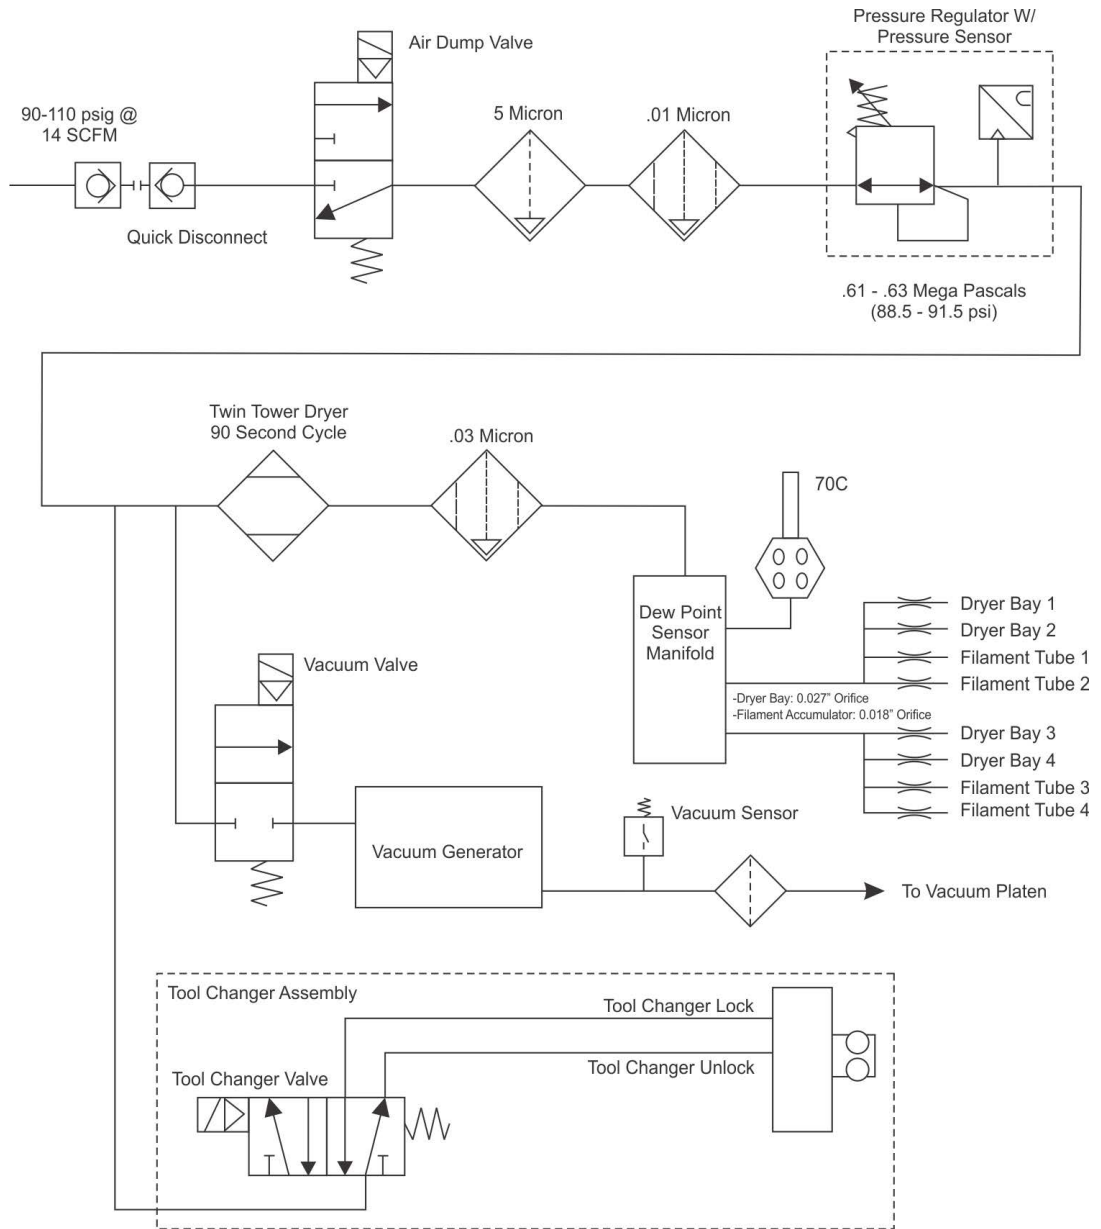 Pressure Regulator W/
Pressure Sensor
Air Dump Valve
90-110 psig @
14 SCFM
5 Micron
.01 Micron
Quick Disconnect
.61 - .63 Mega Pascals
(88.5 - 91.5 psi)
Twin Tower Dryer
90 Second Cycle
.03 Micron
70C
Dew Point
Sensor
Manifold
Dryer Bay 1
Dryer Bay 2
Filament Tube 1
Filament Tube 2
-Dryer Bay: 0.027” Orifice
-Filament Accumulator: 0.018” Orifice
Dryer Bay 3
Dryer Bay 4
Filament Tube 3
Filament Tube 4
Vacuum Valve
Vacuum Generator
Vacuum Sensor
To Vacuum Platen
Tool Changer Assembly
Tool Changer Lock
Tool Changer Unlock
Tool Changer Valve